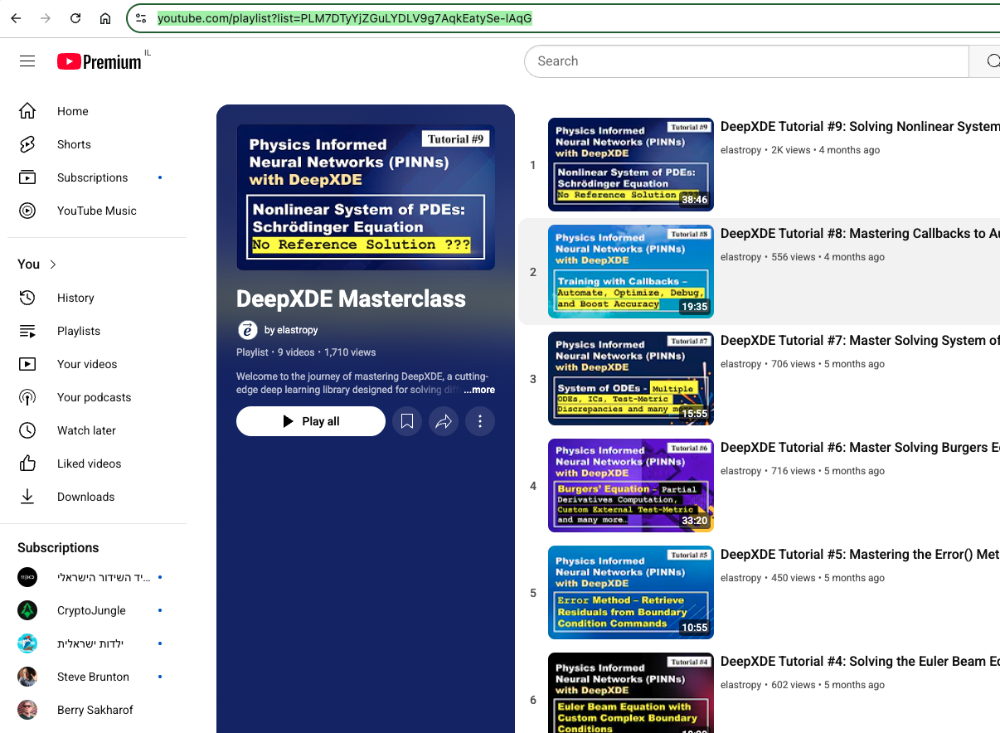 youtube.com/playlist?list=PLM7DTyYjZGuLYDLV9g7AqkEatySe-lAqG
Premium
IL
Search
Home
Shorts
Subscriptions
YouTube Music
You
History
Playlists
Your videos
Your podcasts
Watch later
Liked videos
Downloads
Subscriptions
כאן11
יד השידור הישראלי...
CryptoJungle
ילדות ישראלית
Steve Brunton
Berry Sakharof
Physics Informed
Neural Networks (PINNs)
with DeepXDE
Tutorial #9
Nonlinear System of PDEs:
Schrödinger Equation
No Reference Solution ???
DeepXDE Masterclass
by elastropy
Playlist • 9 videos • 1,710 views
Welcome to the journey of mastering DeepXDE, a cutting-
edge deep learning library designed for solving diff ...more
Play all
1
Physics Informed
Neural Networks (PINNs)
with DeepXDE
Tutorial #9
Nonlinear System of PDEs:
Schrödinger Equation
No Reference Solution ???
38:46
DeepXDE Tutorial #9: Solving Nonlinear System
elastropy • 2K views • 4 months ago
2
Physics Informed
Neural Networks (PINNs)
with DeepXDE
Tutorial #8
Training with Callbacks –
Automate, Optimize, Debug,
and Boost Accuracy
19:35
DeepXDE Tutorial #8: Mastering Callbacks to Au
elastropy • 556 views • 4 months ago
3
Physics Informed
Neural Networks (PINNs)
with DeepXDE
Tutorial #7
System of ODEs - Multiple
ODEs, ICs, Test-Metric
Discrepancies and many mo
15:55
DeepXDE Tutorial #7: Master Solving System of
elastropy • 706 views • 5 months ago
4
Physics Informed
Neural Networks (PINNs)
with DeepXDE
Tutorial #6
Burgers' Equation – Partial
Derivatives Computation,
Custom External Test-Metric
and many more…
33:20
DeepXDE Tutorial #6: Master Solving Burgers E
elastropy • 716 views • 5 months ago
5
Physics Informed
Neural Networks (PINNs)
with DeepXDE
Tutorial #5
Error Method – Retrieve
Residuals from Boundary
Condition Commands
10:55
DeepXDE Tutorial #5: Mastering the Error() Met
elastropy • 450 views • 5 months ago
6
Physics Informed
Neural Networks (PINNs)
with DeepXDE
Tutorial #4
Euler Beam Equation with
Custom Complex Boundary
Conditions
DeepXDE Tutorial #4: Solving the Euler Beam E
elastropy • 602 views • 5 months ago